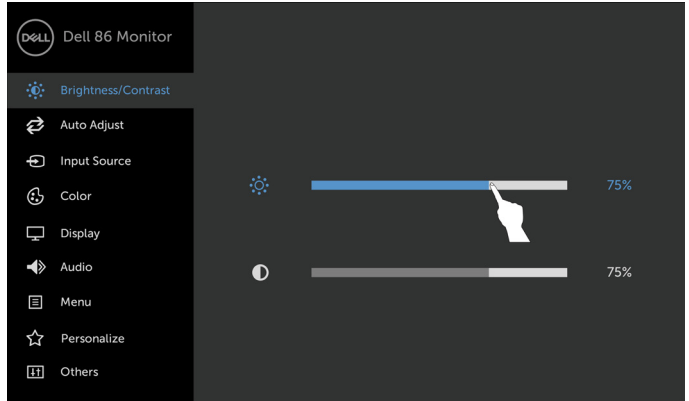 DELL
Dell 86 Monitor
Brightness/Contrast
Auto Adjust
Input Source
Color
Display
Audio
Menu
Personalize
Others
75%
75%